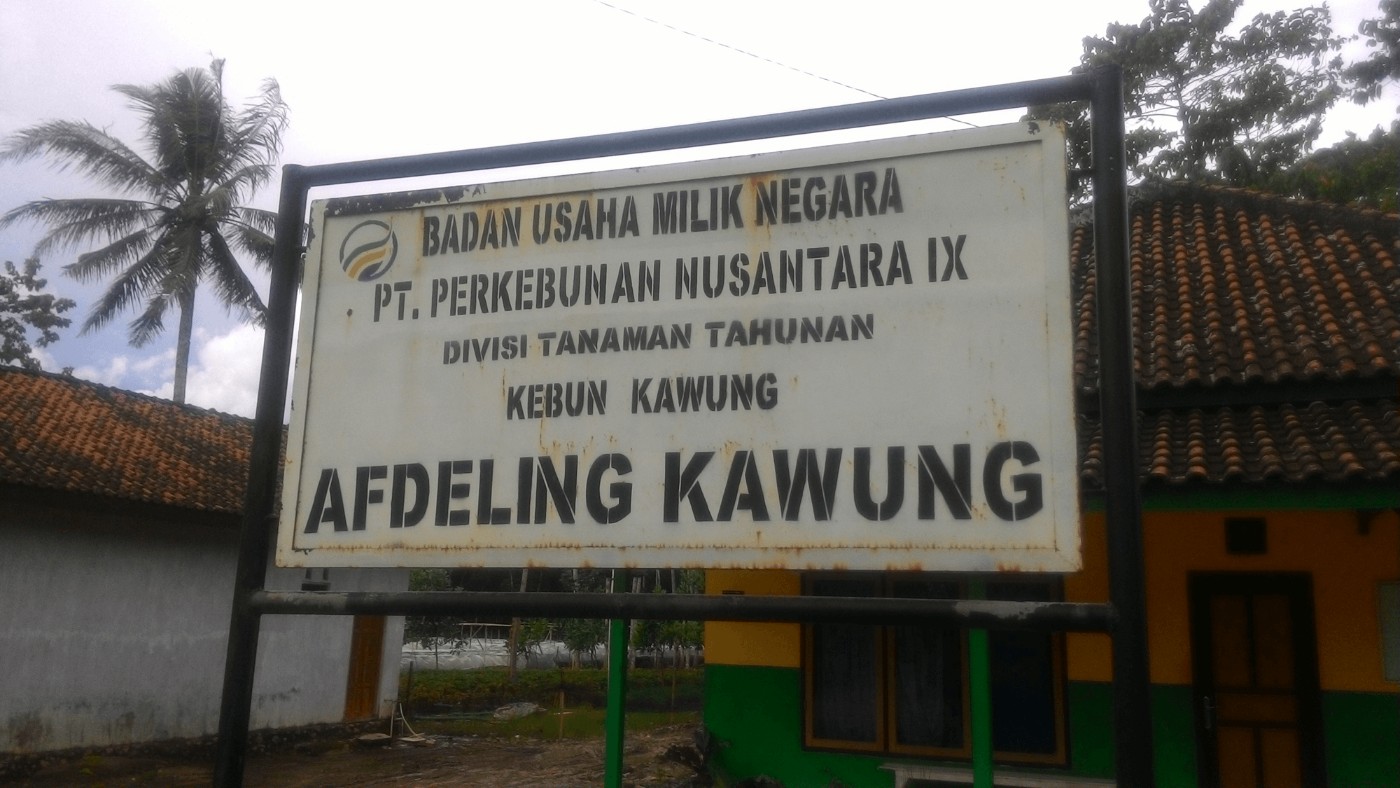 BADAN USAHA MILIK NEGARA
PT. PERKEBUNAN NUSANTARA IX
DIVISI TANAMAN TAHUNAN
KEBUN KAWUNG
AFDELING KAWUNG